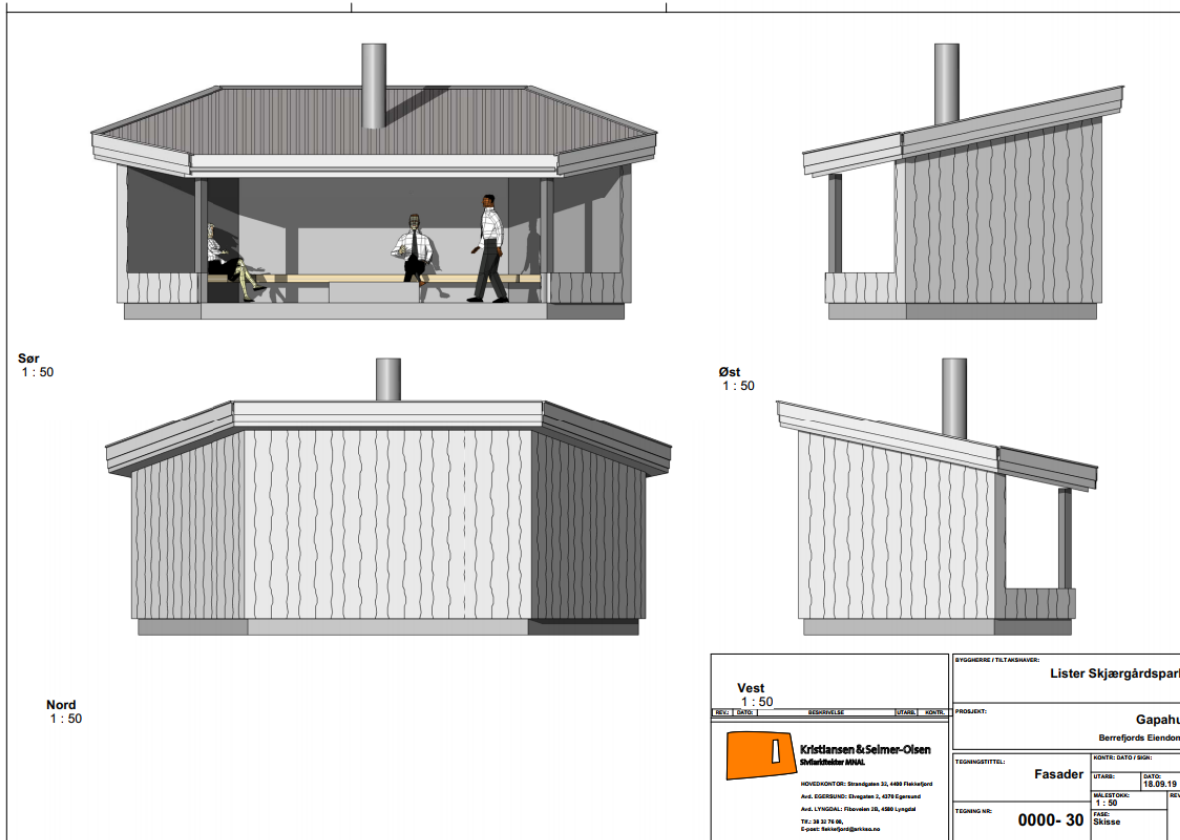 Sør
1 : 50
Øst
1 : 50
Nord
1 : 50
Vest
1 : 50
REV.: DATO: BESKRIVELSE UTARB. KONTR.
Kristiansen & Selmer-Olsen
Sivilarkitekter MNAL
HOVEDKONTOR: Strandgaten 32, 4400 Flekkefjord
Avd. EGERSUND: Elvegaten 2, 4370 Egersund
Avd. LYNGDAL: Fiboveien 2B, 4580 Lyngdal
Tlf.: 38 32 76 00,
E-post: flekkefjord@arkkso.no
BYGGHERRE / TILTAKSHAVER:
Lister Skjærgårdspark
PROSJEKT:
Gapahu
Berrefjords Eiendom
TEGNINGSTITTEL:
Fasader
KONTR: DATO / SIGN:
UTARB: DATO:
18.09.19
MÅLESTOKK: REV
1 : 50
TEGNING NR:
0000- 30
FASE:
Skisse